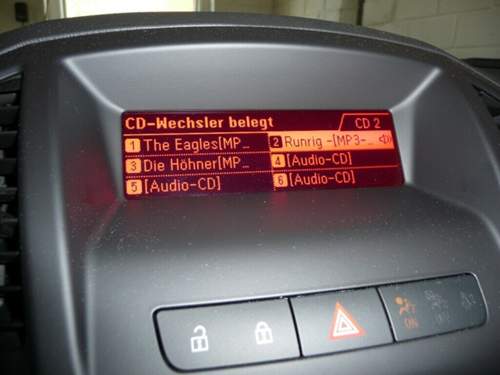 CD-Wechsler belegt CD 2
1 The Eagles[MP... 2 Runrig -[MP3-...
3 Die Höhner[MP... 4 [Audio-CD]
5 [Audio-CD] 6 [Audio-CD]
ON